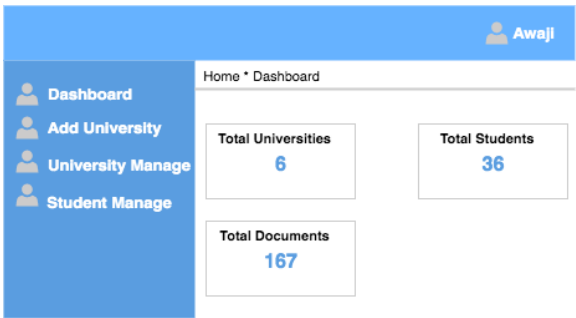 Awaji
Home * Dashboard
Dashboard
Add University
University Manage
Student Manage
Total Universities
6
Total Students
36
Total Documents
167